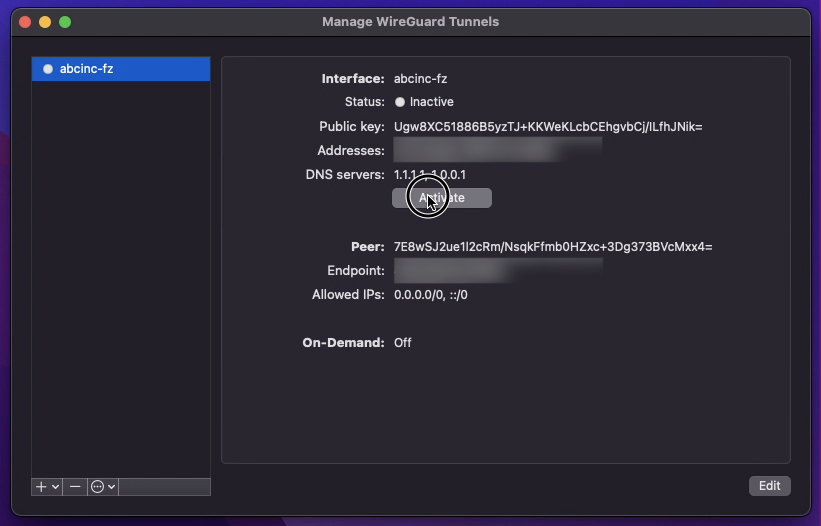 Manage WireGuard Tunnels
abcinc-fz
Interface: abcinc-fz
Status: Inactive
Public key: Ugw8XC51886B5yzTJ+KKWeKLcbCEhgvbCj/ILfhJNik=
Addresses:
DNS servers: 1.1.1.1, 1.0.0.1
Activate
Peer: 7E8wSJ2ue1l2cRm/NsqkFfmb0HZxc+3Dg373BVcMxx4=
Endpoint:
Allowed IPs: 0.0.0.0/0, ::/0
On-Demand: Off
Edit